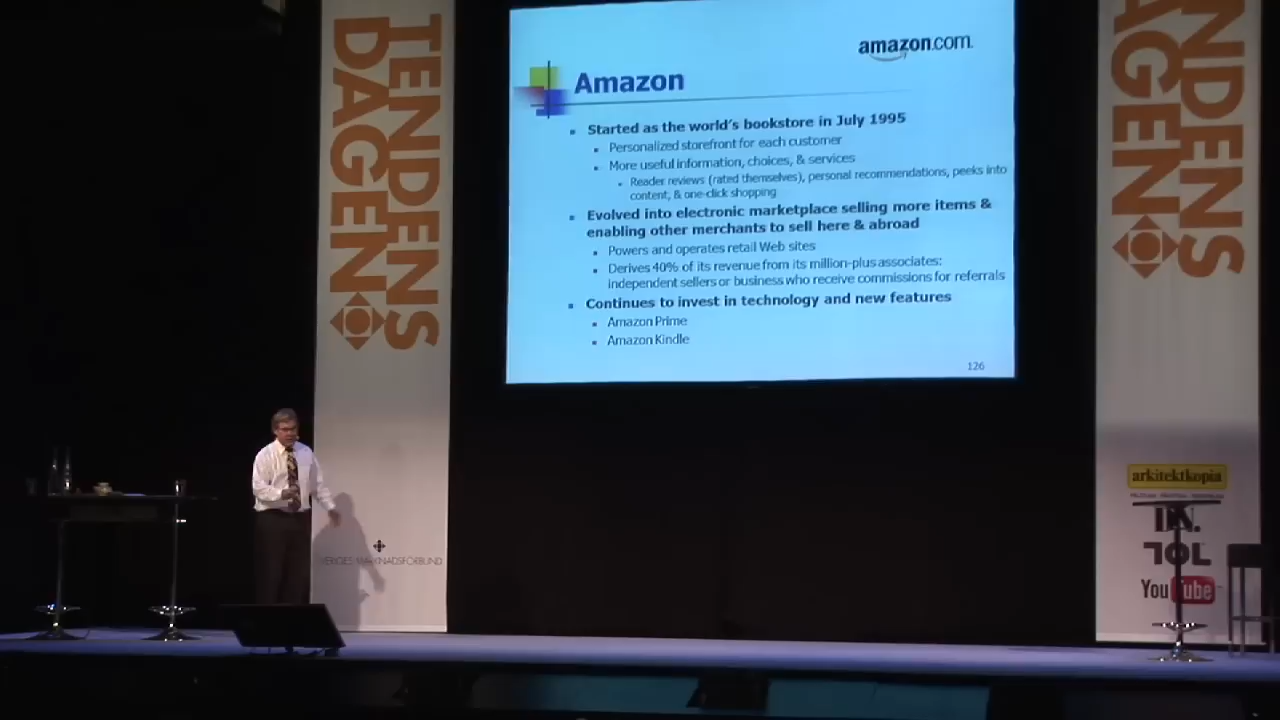 TENDENS
DAGEN
amazon.com.
Amazon
Started as the world's bookstore in July 1995
Personalized storefront for each customer
More useful information, choices, & services
Reader reviews (rated themselves), personal recommendations, peeks into
content, & one-click shopping
Evolved into electronic marketplace selling more items &
enabling other merchants to sell here & abroad
Powers and operates retail Web sites
Derives 40% of its revenue from its million-plus associates:
independent sellers or business who receive commissions for referrals
Continues to invest in technology and new features
Amazon Prime
Amazon Kindle
126
NDENS
AGEN
arkitektkopia
YouTube